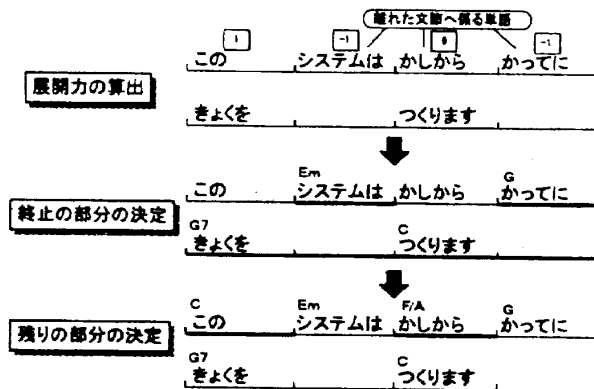 離れた文節へ係る単語
1 -1 0 -1
この システムは かしから かってに
展開力の算出
きょくを つくります
Em G
この システムは かしから かってに
終止の部分の決定
G7 C
きょくを つくります
C Em F/A G
この システムは かしから かってに
残りの部分の決定
G7 C
きょくを つくります